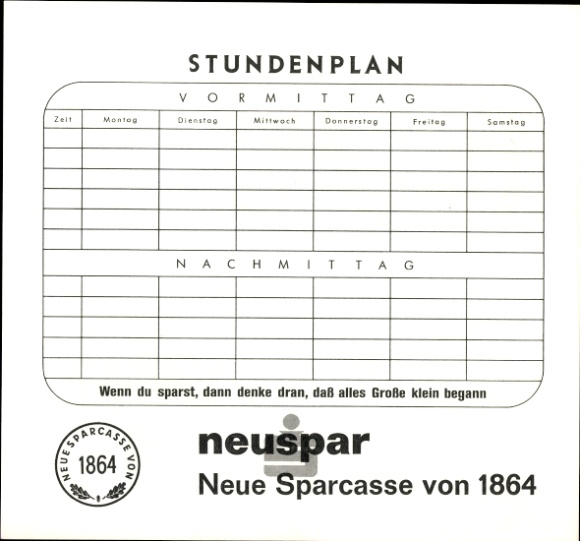 STUNDENPLAN
VORMITTAG
Zeit Montag Dienstag Mittwoch Donnerstag Freitag Samstag
NACHMITTAG
Wenn du sparst, dann denke dran, daß alles Große klein begann
NEUE SPARCASSE VON
1864
neuspar
Neue Sparcasse von 1864